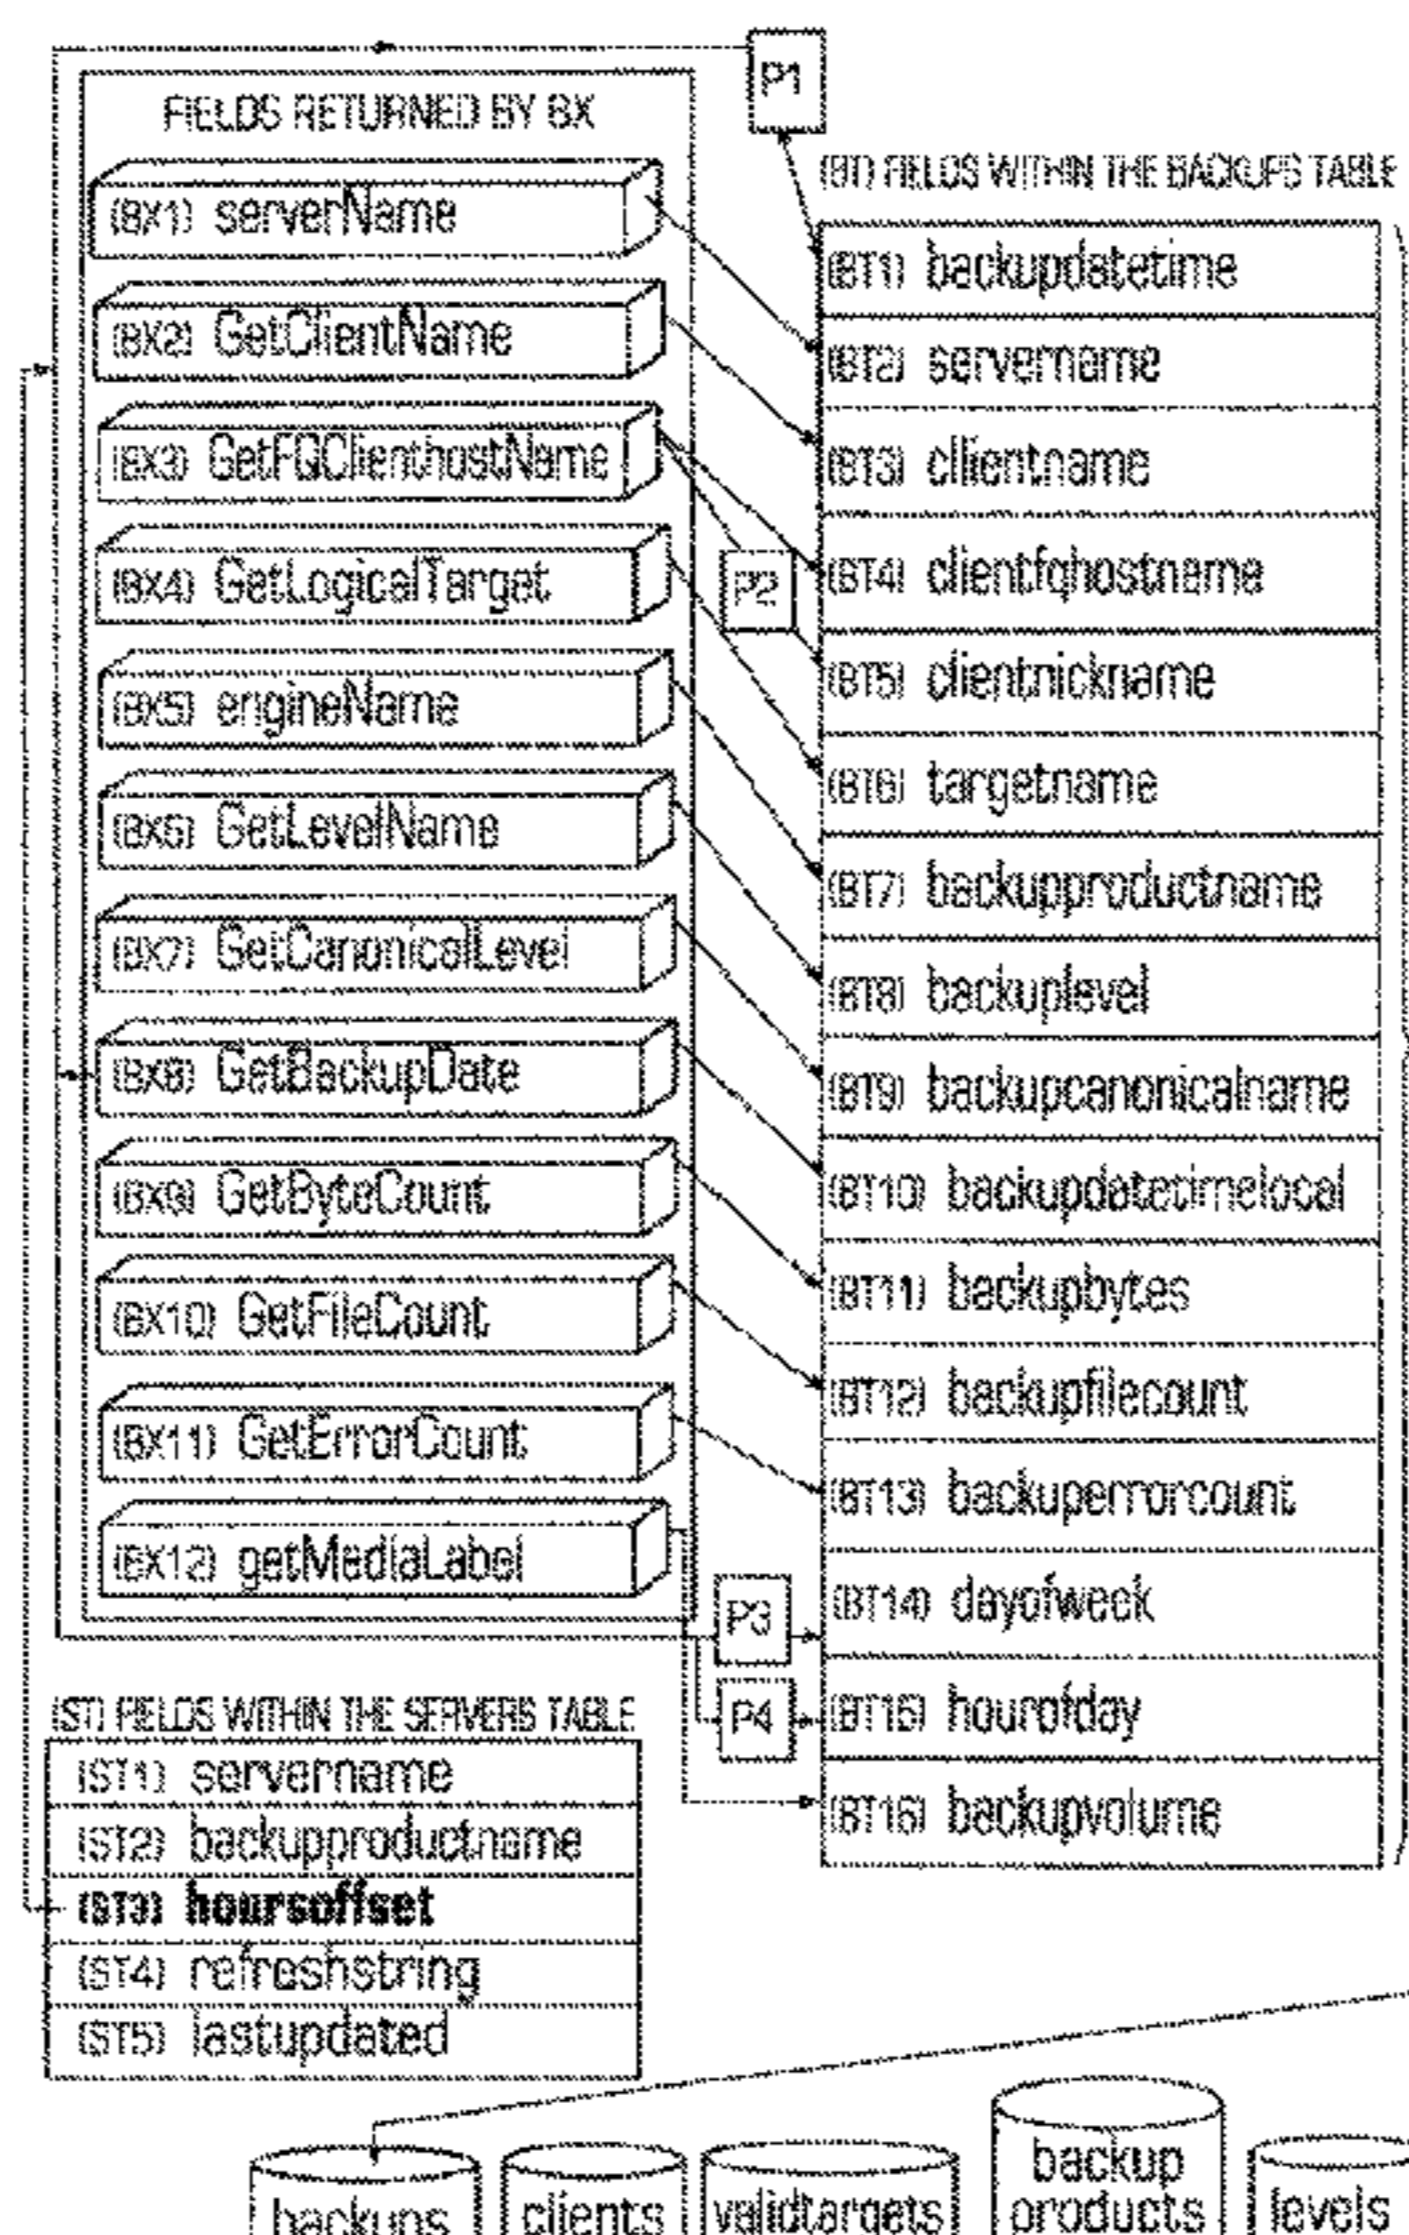 P1
FIELDS RETURNED BY BX
(BX1) serverName
(BX2) GetClientName
(BX3) GetFQClienthostName
(BX4) GetLogicalTarget
(BX5) engineName
(BX6) GetLevelName
(BX7) GetCanonicalLevel
(BX8) GetBackupDate
(BX9) GetByteCount
(BX10) GetFileCount
(BX11) GetErrorCount
(BX12) getMediaLabel
(BT) FIELDS WITHIN THE BACKUPS TABLE
(BT1) backupdatetime
(BT2) servername
(BT3) cllientname
(BT4) clientfqhostname
P2
(BT5) clientnickname
(BT6) targetname
(BT7) backupproductname
(BT8) backuplevel
(BT9) backupcanonicalname
(BT10) backupdatetimelocal
(BT11) backupbytes
(BT12) backupfilecount
(BT13) backuperrorcount
(BT14) dayofweek
P3
(BT15) hourofday
P4
(BT16) backupvolume
(ST) FIELDS WITHIN THE SERVERS TABLE
(ST1) servername
(ST2) backupproductname
(ST3) hoursoffset
(ST4) refreshstring
(ST5) lastupdated
backups
clients
validtargets
backup
products
levels